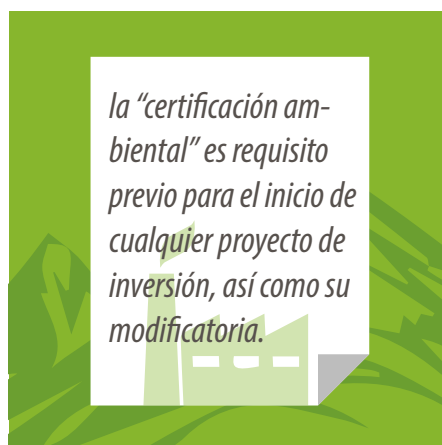 la “certificación am-
biental” es requisito
previo para el inicio de
cualquier proyecto de
inversión, así como su
modificatoria.